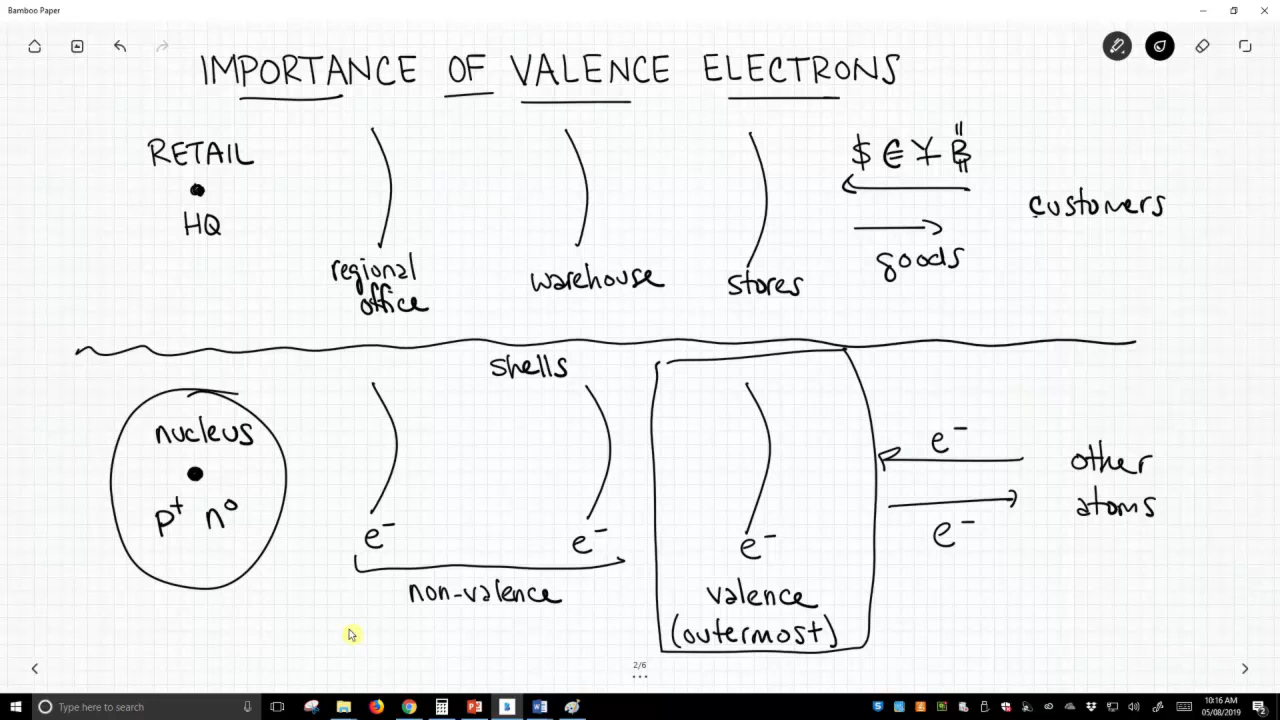 Bamboo Paper
IMPORTANCE OF VALENCE ELECTRONS
RETAIL
HQ
regional
office
warehouse
stores
$ € ¥ ₿
goods
customers
shells
nucleus
p⁺ n⁰
e⁻
e⁻
non-valence
e⁻
valence
(outermost)
e⁻
e⁻
other
atoms
2/6
Type here to search
10:16 AM
05/08/2019